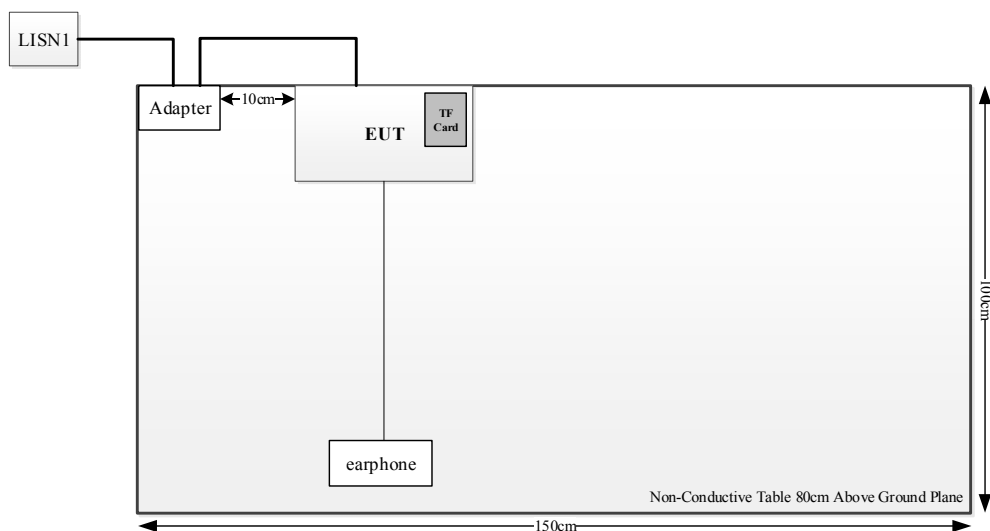 LISN1
Adapter
10cm
EUT
TF
Card
100cm
earphone
Non-Conductive Table 80cm Above Ground Plane
150cm